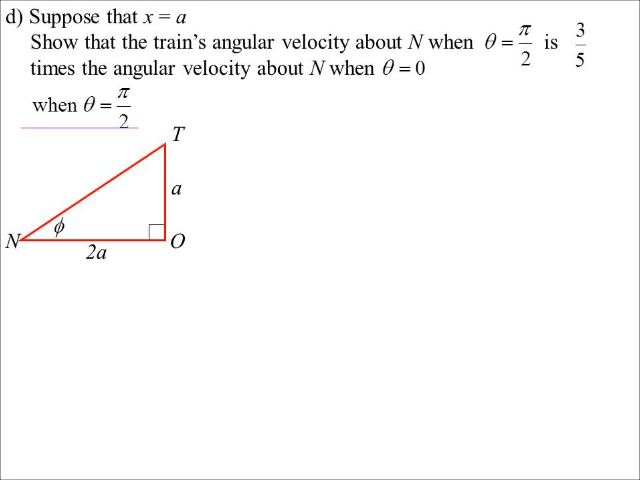 d) Suppose that x = a
Show that the train's angular velocity about N when θ = π/2 is 3/5
times the angular velocity about N when θ = 0
when θ = π/2
T
a
ϕ
N
O
2a